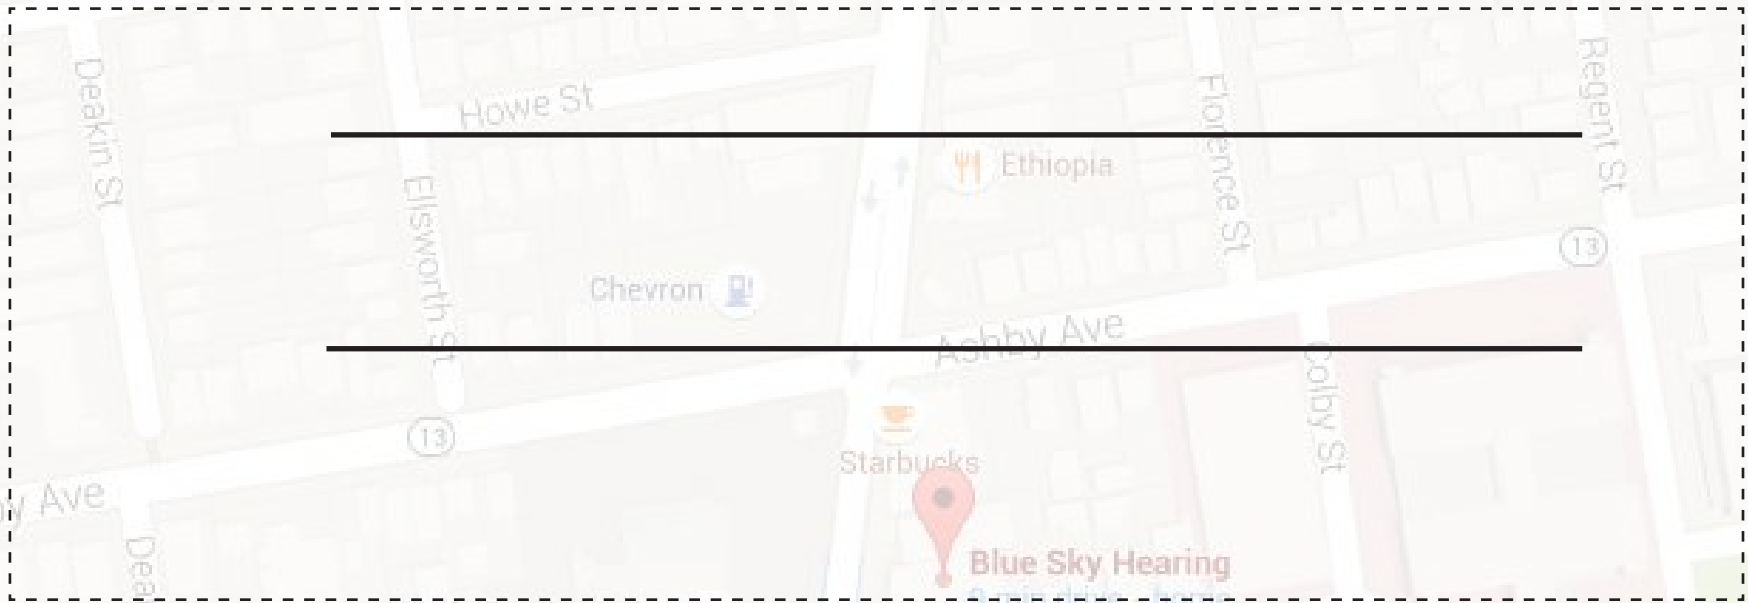 Deakin St
Howe St
Florence St
Regent St
Ethiopia
Ellsworth St
13
Chevron
Ashby Ave
Colby St
13
Starbucks
Ave
Blue Sky Hearing